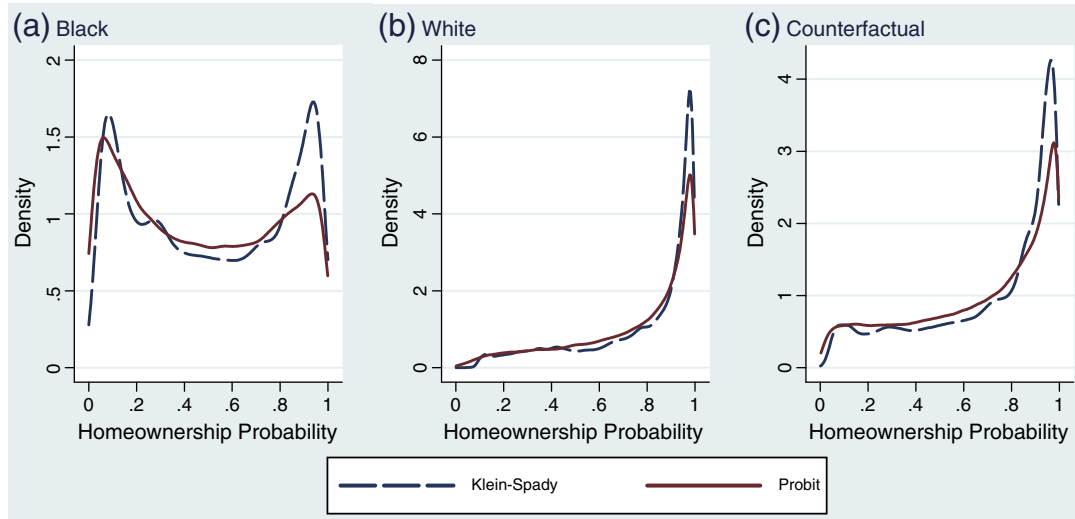 (a) Black
Density
2
1.5
1
.5
0
0 .2 .4 .6 .8 1
Homeownership Probability
(b) White
Density
8
6
4
2
0
0 .2 .4 .6 .8 1
Homeownership Probability
(c) Counterfactual
Density
4
3
2
1
0
0 .2 .4 .6 .8 1
Homeownership Probability
Klein-Spady Probit